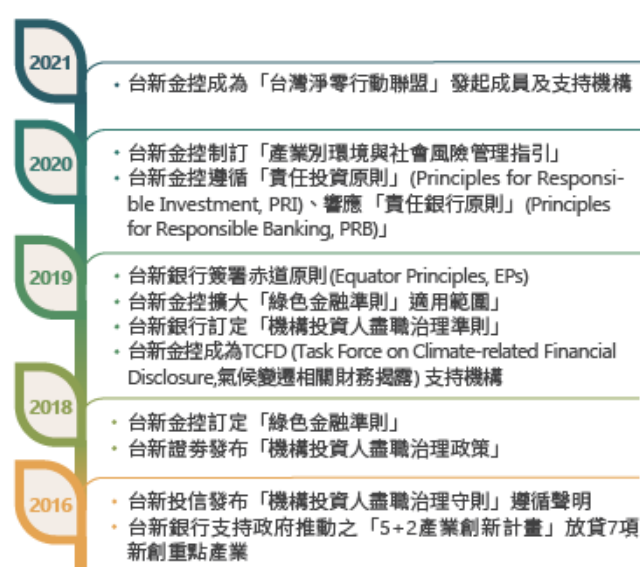 2021
• 台新金控成為「台灣淨零行動聯盟」發起成員及支持機構
2020
• 台新金控制訂「產業別環境與社會風險管理指引」
• 台新金控遵循「責任投資原則」(Principles for Responsi-
ble Investment, PRI)、響應「責任銀行原則」(Principles
for Responsible Banking, PRB)」
2019
• 台新銀行簽署赤道原則(Equator Principles, EPs)
• 台新金控擴大「綠色金融準則」適用範圍」
• 台新銀行訂定「機構投資人盡職治理準則」
• 台新金控成為TCFD (Task Force on Climate-related Financial
Disclosure,氣候變遷相關財務揭露) 支持機構
2018
• 台新金控訂定「綠色金融準則」
• 台新證券發布「機構投資人盡職治理政策」
2016
• 台新投信發布「機構投資人盡職治理守則」遵循聲明
• 台新銀行支持政府推動之「5+2產業創新計畫」放貸7項
新創重點產業